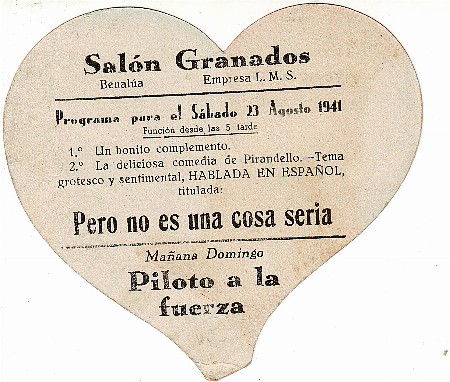 Salón Granados
Benalúa Empresa L. M. S.
Programa para el Sábado 23 Agosto 1941
Función desde las 5 tarde
1.º Un bonito complemento.
2.º La deliciosa comedia de Pirandello. —Tema
grotesco y sentimental, HABLADA EN ESPAÑOL,
titulada:
Pero no es una cosa seria
Mañana Domingo
Piloto a la
fuerza